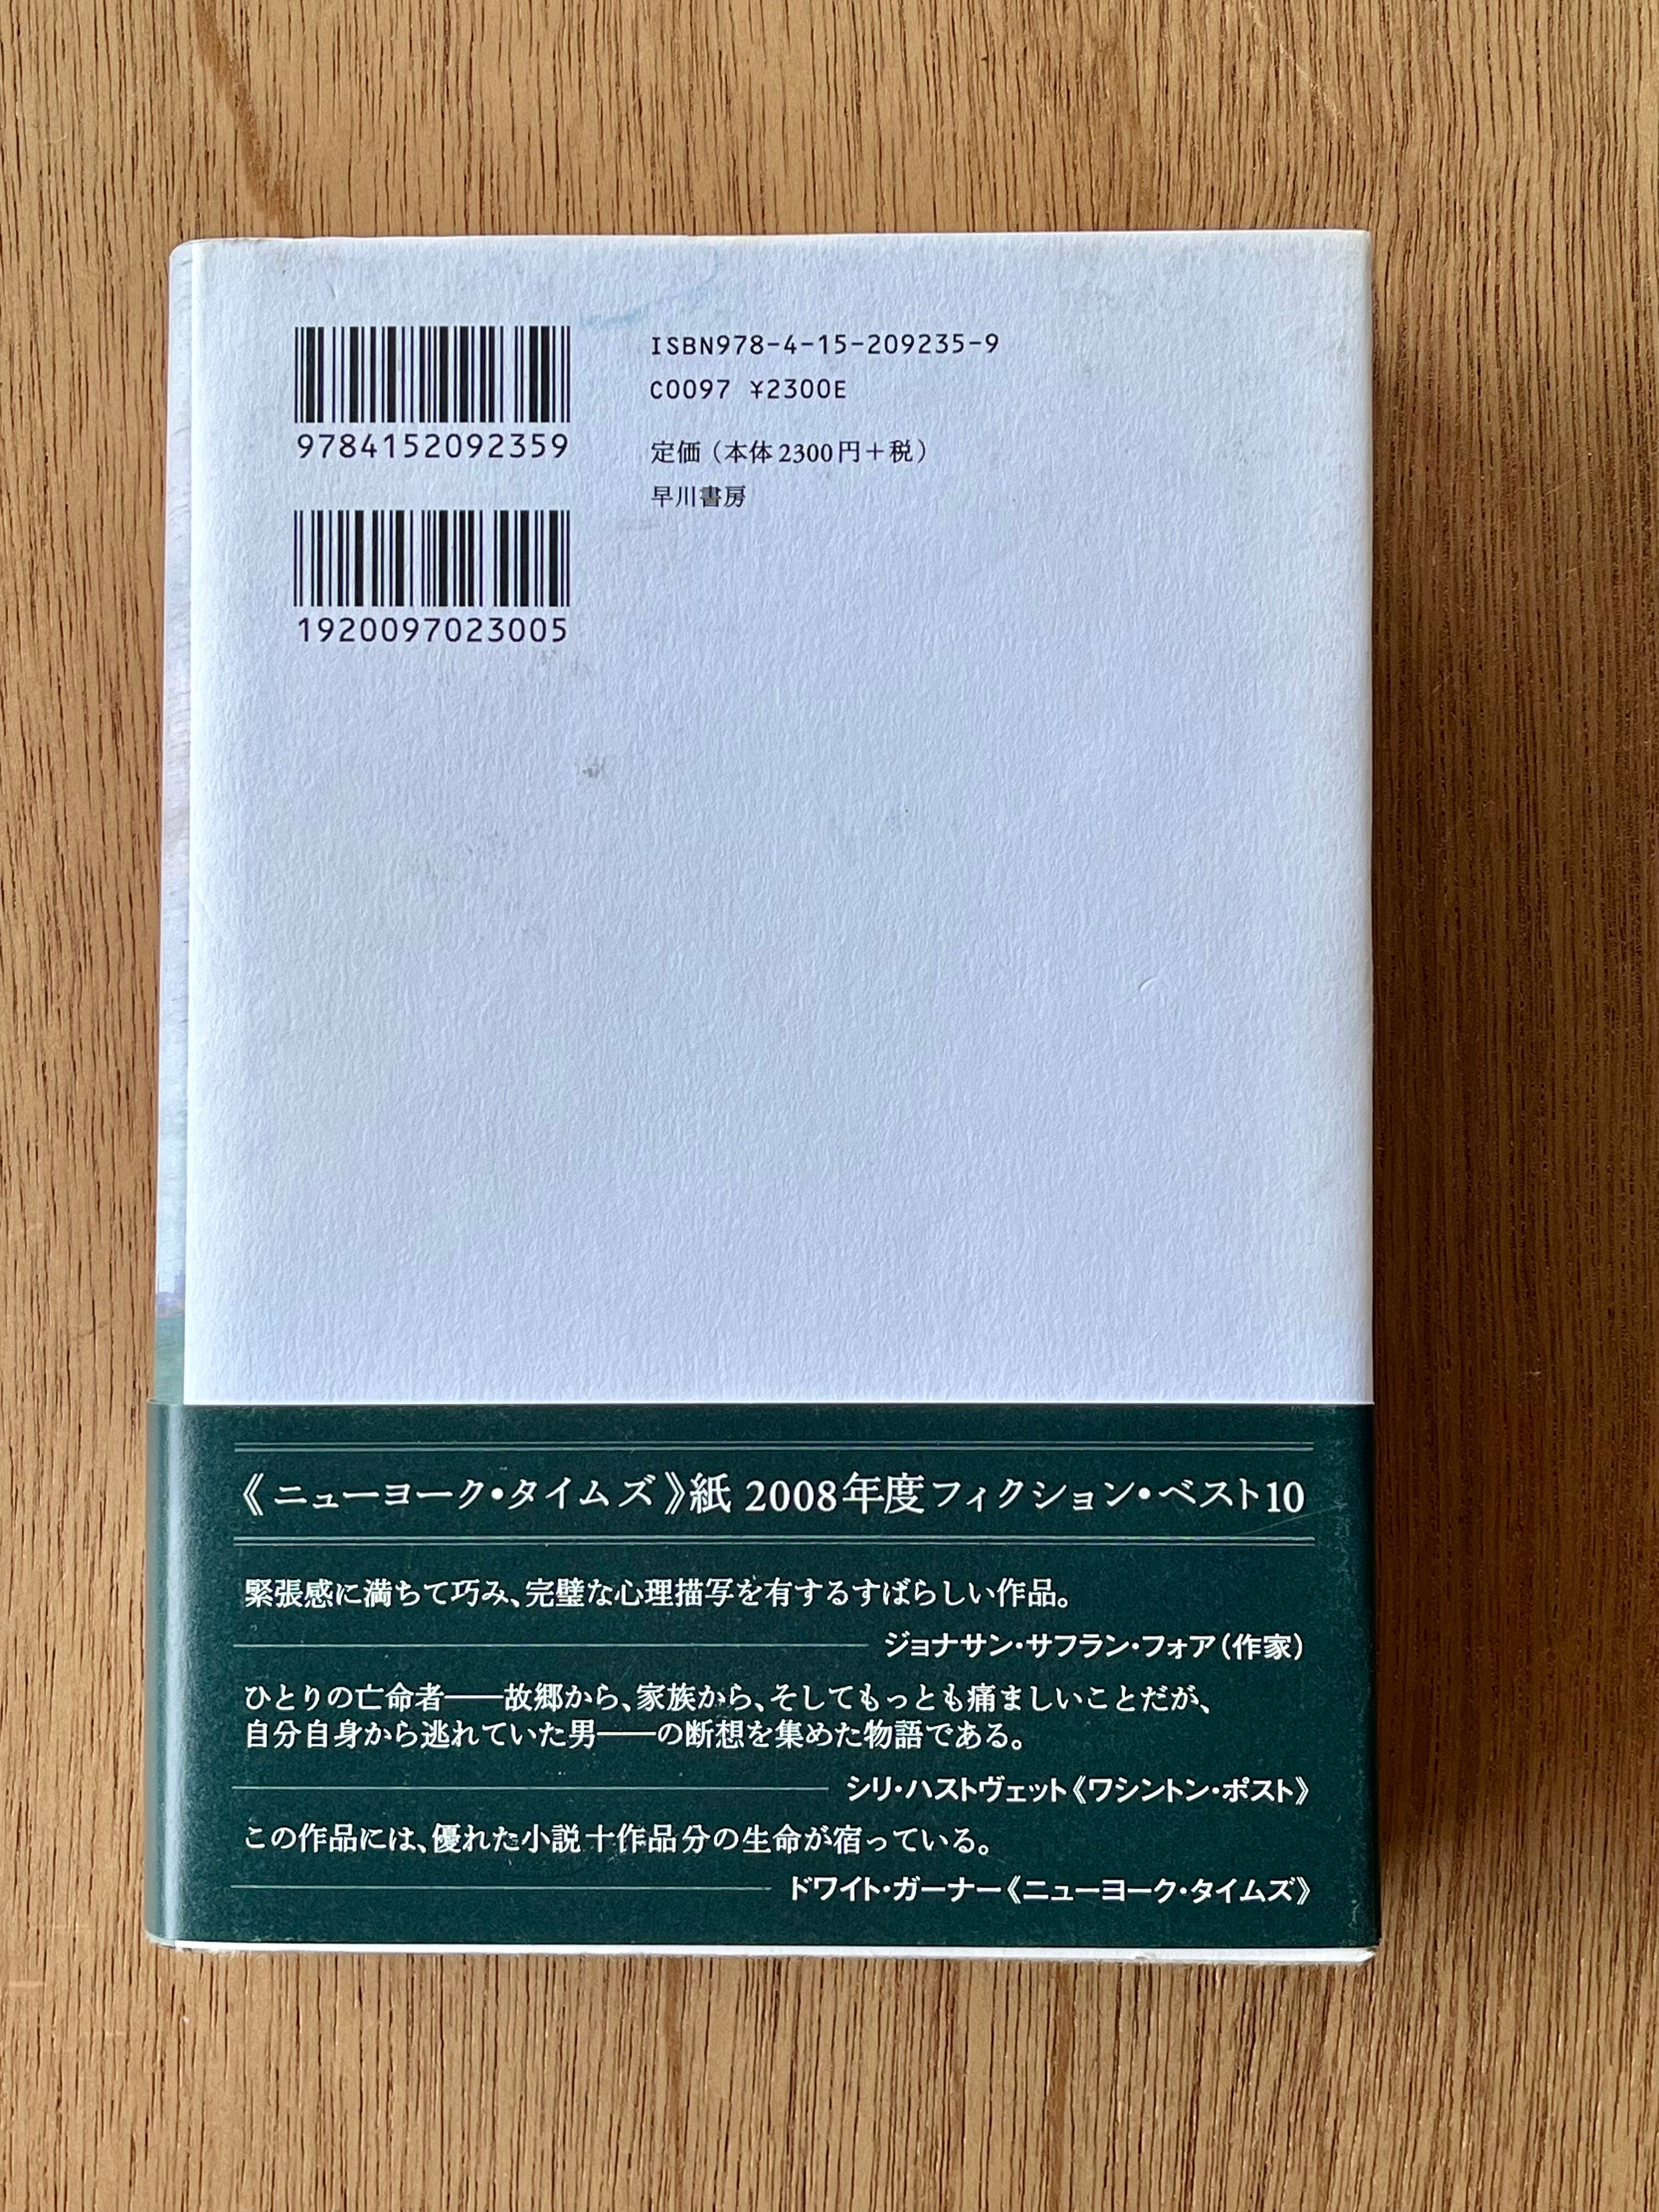 ISBN978-4-15-209235-9
C0097 ¥2300E
定価（本体2300円＋税）
早川書房
9784152092359
1920097023005
《ニューヨーク・タイムズ》紙 2008年度フィクション・ベスト10
緊張感に満ちて巧み、完璧な心理描写を有するすばらしい作品。
ジョナサン・サフラン・フォア（作家）
ひとりの亡命者――故郷から、家族から、そしてもっとも痛ましいことだが、
自分自身から逃れていた男――の断想を集めた物語である。
シリ・ハストヴェット《ワシントン・ポスト》
この作品には、優れた小説十作品分の生命が宿っている。
ドワイト・ガーナー《ニューヨーク・タイムズ》